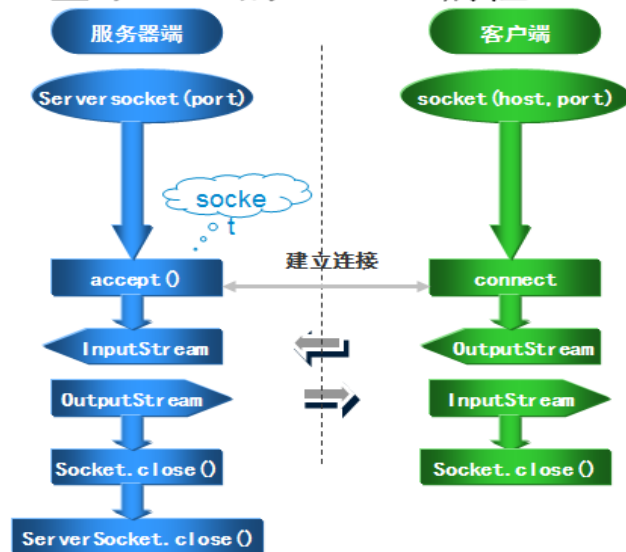 服务器端
客户端
Serversocket(port)
socket(host,port)
socke
t
建立连接
accept()
connect
InputStream
OutputStream
OutputStream
InputStream
Socket.close()
Socket.close()
ServerSocket.close()